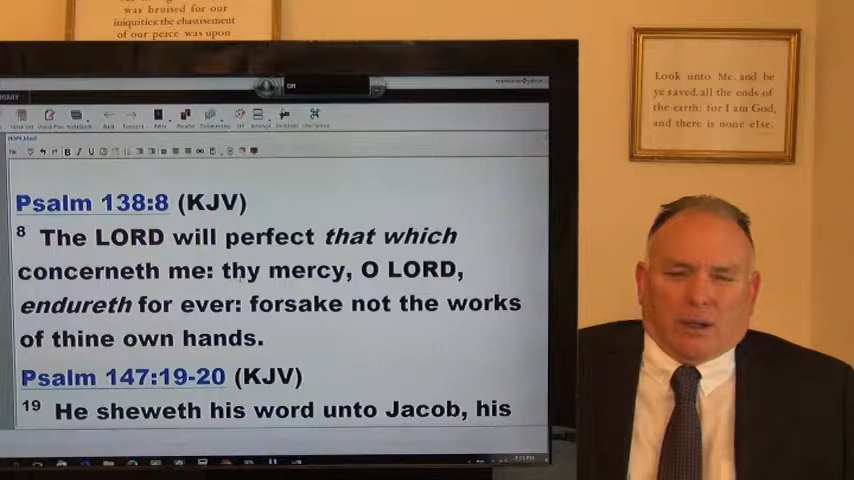 was bruised for our
iniquities: the chastisement
of our peace was upon
Look unto Me, and be
ye saved, all the ends of
the earth: for I am God,
and there is none else.
Psalm 138:8 (KJV)
8 The LORD will perfect that which
concerneth me: thy mercy, O LORD,
endureth for ever: forsake not the works
of thine own hands.
Psalm 147:19-20 (KJV)
19 He sheweth his word unto Jacob, his